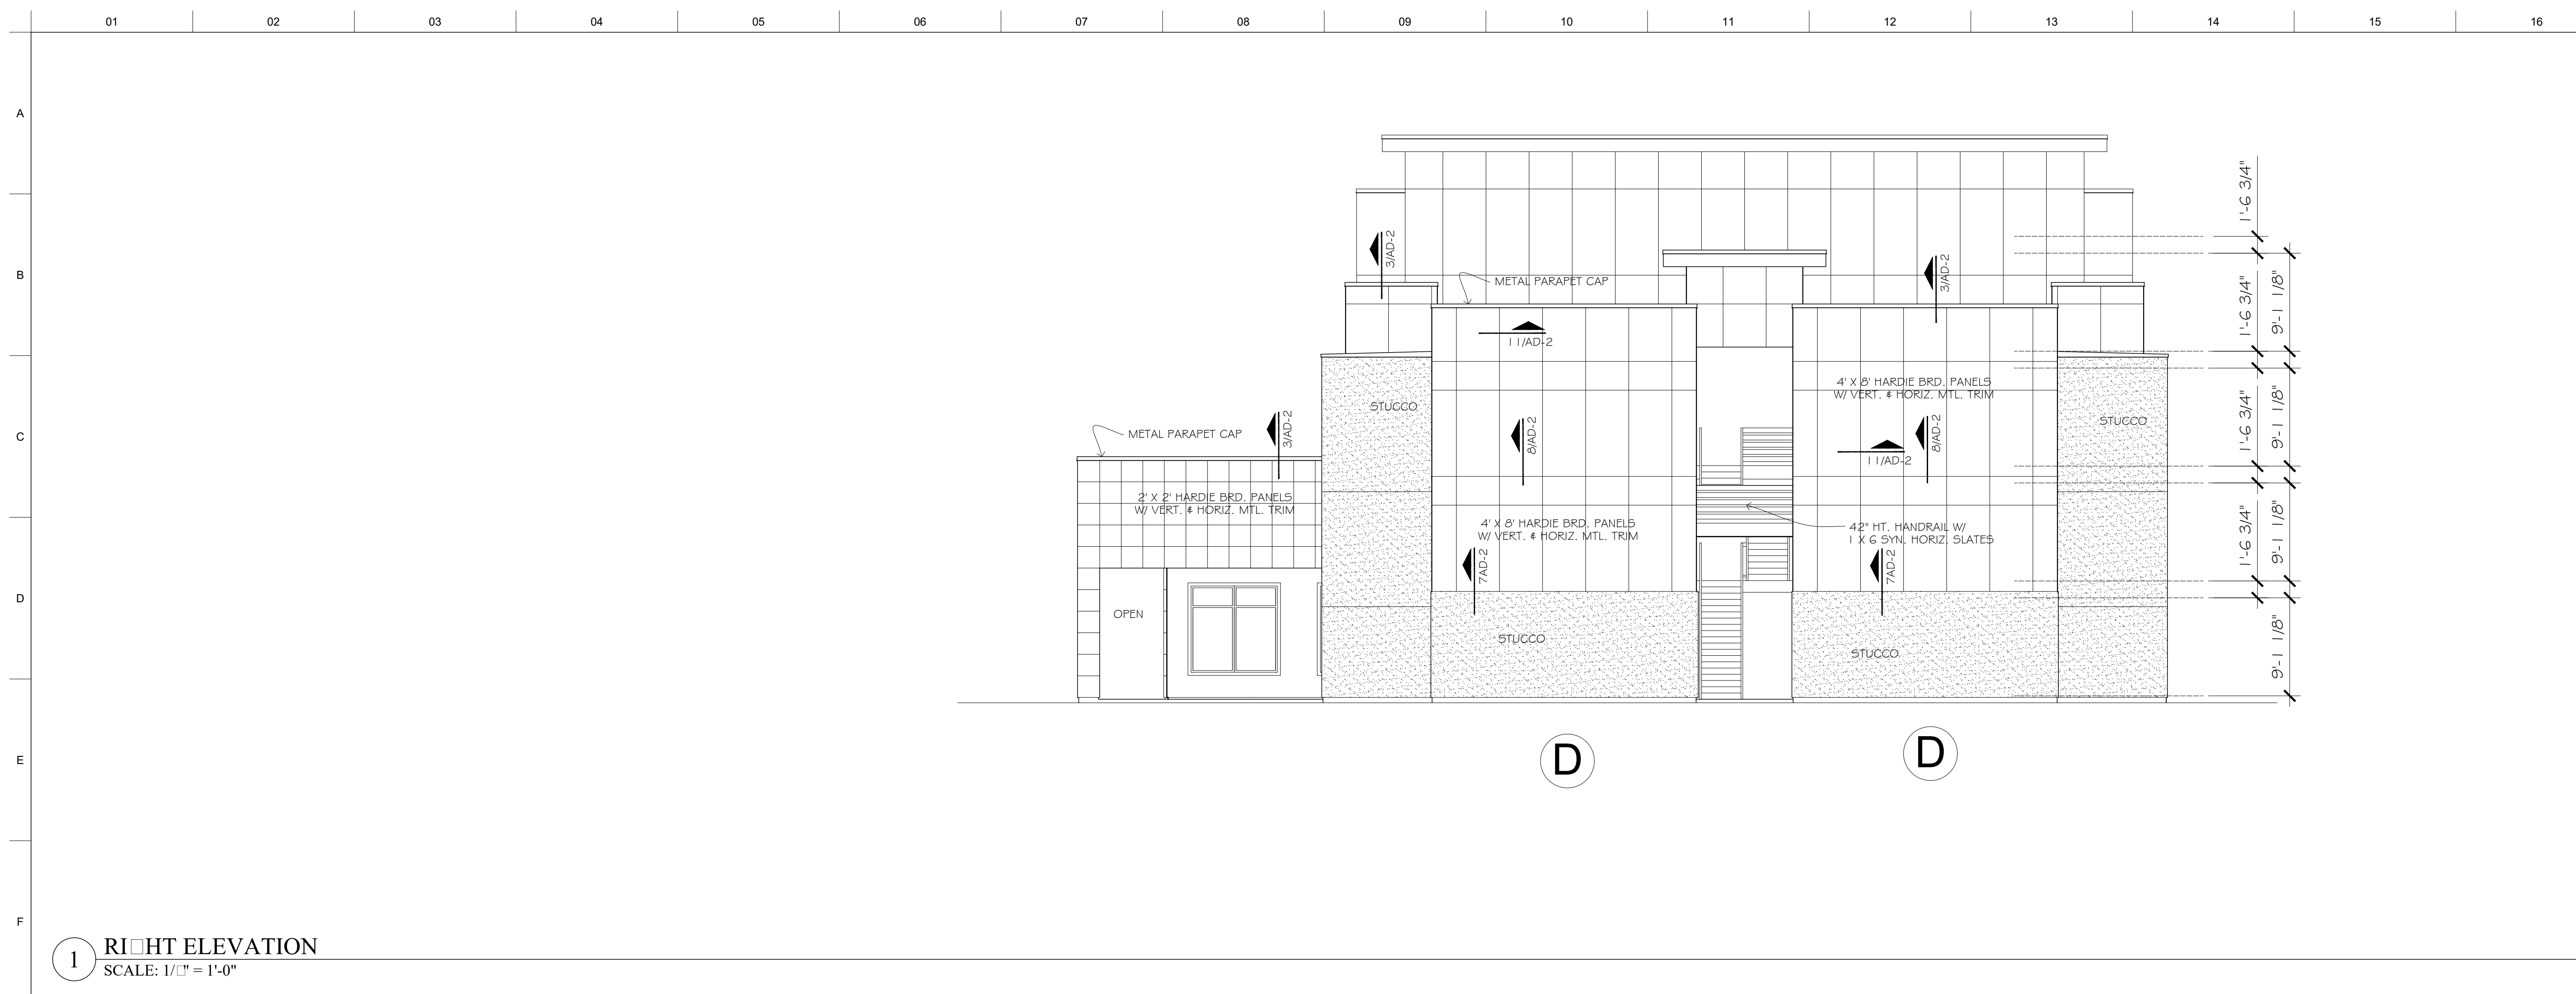 01 02 03 04 05 06 07 08 09 10 11 12 13 14 15 16
A
B
C
D
E
F
1'-6 3/4"
1'-6 3/4"
1'-6 3/4"
1'-6 3/4"
9'-1 1/8"
9'-1 1/8"
9'-1 1/8"
9'-1 1/8"
3/AD-2
3/AD-2
METAL PARAPET CAP
11/AD-2
STUCCO
4' X 8' HARDIE BRD. PANELS
W/ VERT. & HORIZ. MTL. TRIM
STUCCO
METAL PARAPET CAP
3/AD-2
8/AD-2
8/AD-2
11/AD-2
2' X 2' HARDIE BRD. PANELS
W/ VERT. & HORIZ. MTL. TRIM
4' X 8' HARDIE BRD. PANELS
W/ VERT. & HORIZ. MTL. TRIM
42" HT. HANDRAIL W/
1 X 6 SYN. HORIZ. SLATES
7AD-2
7AD-2
OPEN
STUCCO
STUCCO
D
D
1
RI□HT ELEVATION
SCALE: 1/□" = 1'-0"